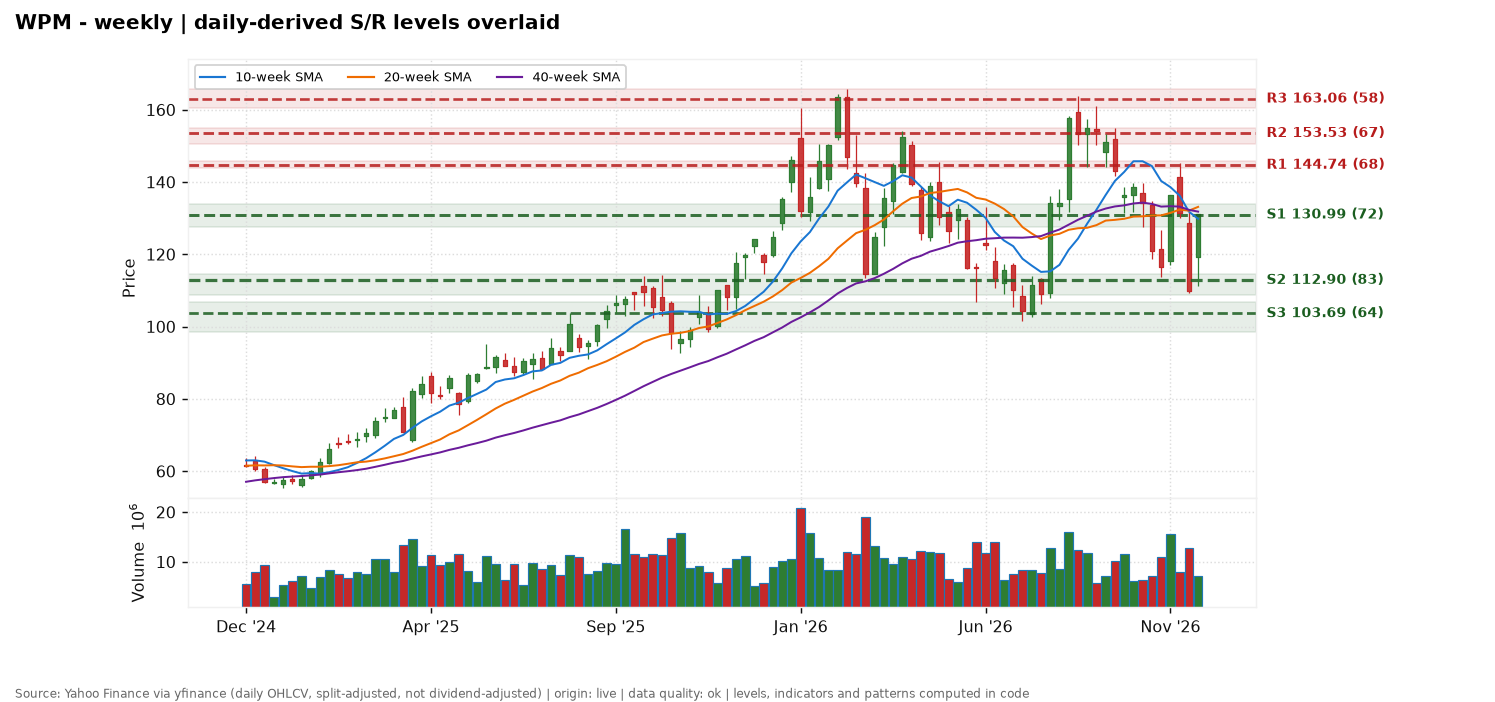 WPM - weekly | daily-derived S/R levels overlaid
10-week SMA 20-week SMA 40-week SMA
Price
160
140
120
100
80
60
R3 163.06 (58)
R2 153.53 (67)
R1 144.74 (68)
S1 130.99 (72)
S2 112.90 (83)
S3 103.69 (64)
Volume 10⁶
20
10
Dec '24 Apr '25 Sep '25 Jan '26 Jun '26 Nov '26
Source: Yahoo Finance via yfinance (daily OHLCV, split-adjusted, not dividend-adjusted) | origin: live | data quality: ok | levels, indicators and patterns computed in code